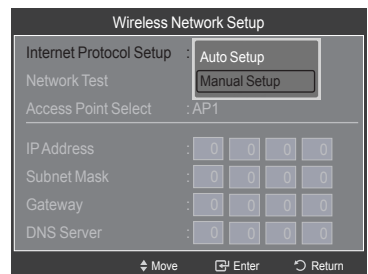 Wireless Network Setup
Internet Protocol Setup : Auto Setup
Manual Setup
Network Test
Access Point Select : AP1
IP Address : 0 0 0 0
Subnet Mask : 0 0 0 0
Gateway : 0 0 0 0
DNS Server : 0 0 0 0
Move Enter Return